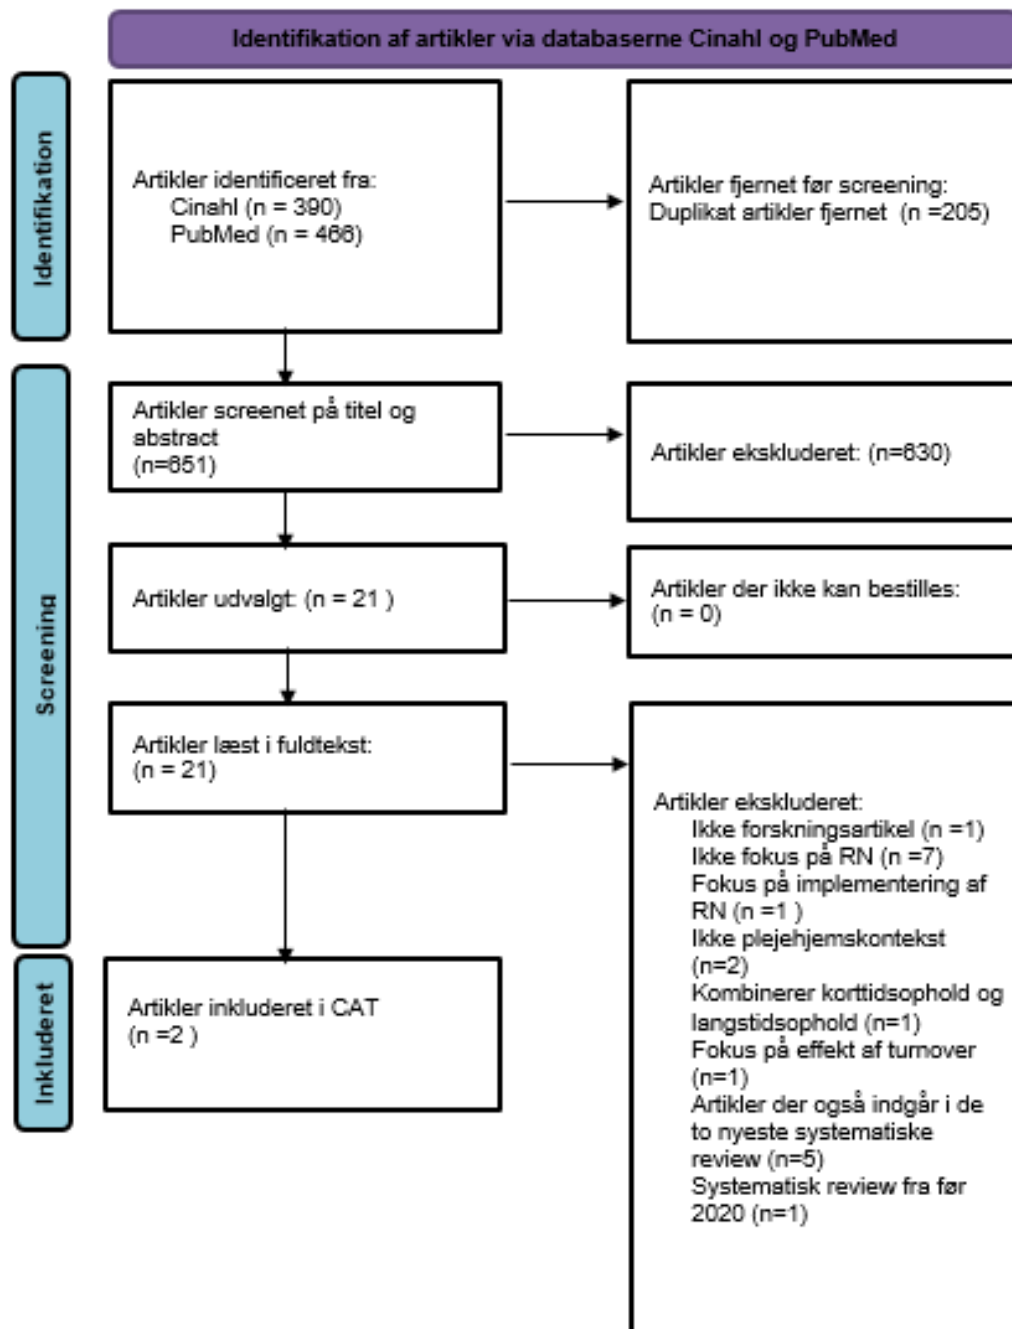 Identifikation af artikler via databaserne Cinahl og PubMed
Identifikation
Artikler identificeret fra:
Cinahl (n = 390)
PubMed (n = 466)
Artikler fjernet før screening:
Duplikat artikler fjernet (n =205)
Screening
Artikler screenet på titel og
abstract
(n=651)
Artikler ekskluderet: (n=630)
Artikler udvalgt: (n = 21 )
Artikler der ikke kan bestilles:
(n = 0)
Artikler læst i fuldtekst:
(n = 21)
Artikler ekskluderet:
Ikke forskningsartikel (n =1)
Ikke fokus på RN (n =7)
Fokus på implementering af
RN (n =1 )
Ikke plejehjemskontekst
(n=2)
Kombinerer korttidsophold og
langstidsophold (n=1)
Fokus på effekt af turnover
(n=1)
Artikler der også indgår i de
to nyeste systematiske
review (n=5)
Systematisk review fra før
2020 (n=1)
Inkluderet
Artikler inkluderet i CAT
(n =2 )